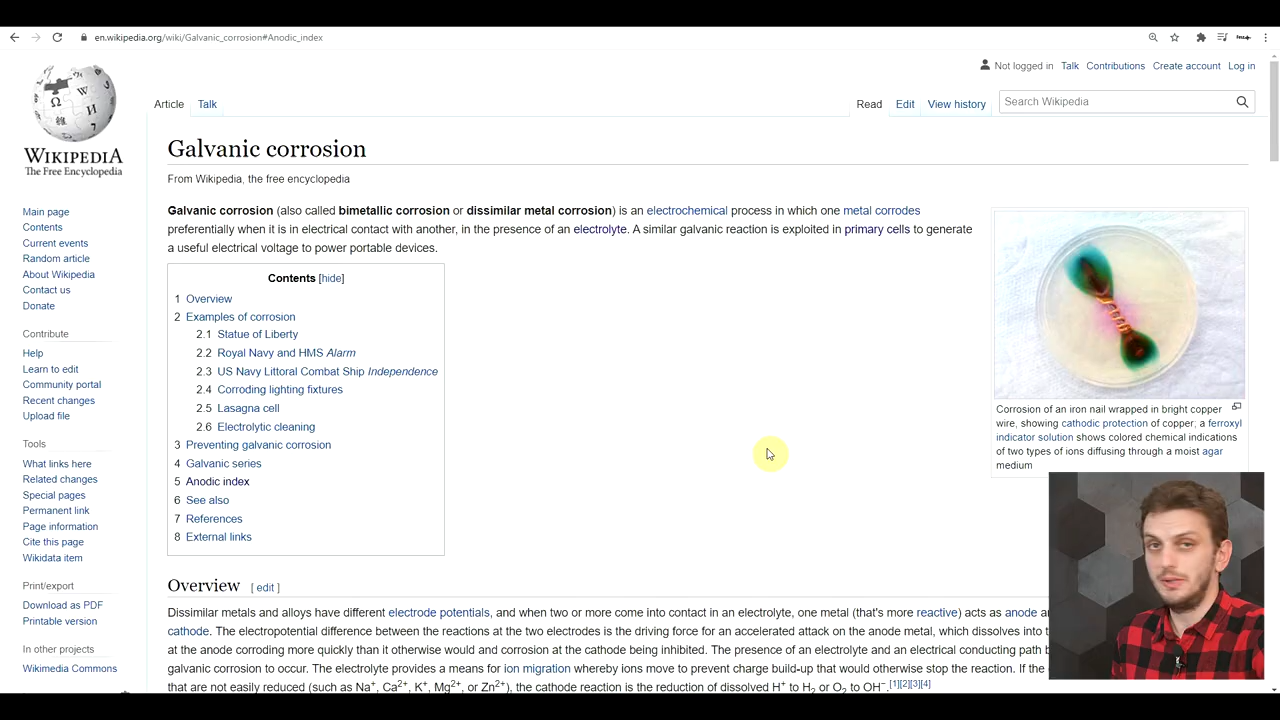 en.wikipedia.org/wiki/Galvanic_corrosion#Anodic_index
Not logged in Talk Contributions Create account Log in
Article Talk
Read Edit View history
Search Wikipedia
WIKIPEDIA
The Free Encyclopedia
Main page
Contents
Current events
Random article
About Wikipedia
Contact us
Donate
Contribute
Help
Learn to edit
Community portal
Recent changes
Upload file
Tools
What links here
Related changes
Special pages
Permanent link
Page information
Cite this page
Wikidata item
Print/export
Download as PDF
Printable version
In other projects
Wikimedia Commons
Galvanic corrosion
From Wikipedia, the free encyclopedia
Galvanic corrosion (also called bimetallic corrosion or dissimilar metal corrosion) is an electrochemical process in which one metal corrodes
preferentially when it is in electrical contact with another, in the presence of an electrolyte. A similar galvanic reaction is exploited in primary cells to generate
a useful electrical voltage to power portable devices.
Contents [hide]
1 Overview
2 Examples of corrosion
2.1 Statue of Liberty
2.2 Royal Navy and HMS Alarm
2.3 US Navy Littoral Combat Ship Independence
2.4 Corroding lighting fixtures
2.5 Lasagna cell
2.6 Electrolytic cleaning
3 Preventing galvanic corrosion
4 Galvanic series
5 Anodic index
6 See also
7 References
8 External links
Corrosion of an iron nail wrapped in bright copper
wire, showing cathodic protection of copper; a ferroxyl
indicator solution shows colored chemical indications
of two types of ions diffusing through a moist agar
medium
Overview [ edit ]
Dissimilar metals and alloys have different electrode potentials, and when two or more come into contact in an electrolyte, one metal (that's more reactive) acts as anode
cathode. The electropotential difference between the reactions at the two electrodes is the driving force for an accelerated attack on the anode metal, which dissolves into
at the anode corroding more quickly than it otherwise would and corrosion at the cathode being inhibited. The presence of an electrolyte and an electrical conducting path
galvanic corrosion to occur. The electrolyte provides a means for ion migration whereby ions move to prevent charge build-up that would otherwise stop the reaction. If the
that are not easily reduced (such as Na⁺, Ca²⁺, K⁺, Mg²⁺, or Zn²⁺), the cathode reaction is the reduction of dissolved H⁺ to H₂ or O₂ to OH⁻.[1][2][3][4]